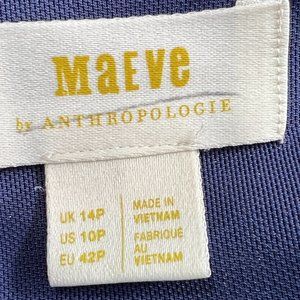 MAEVE
by ANTHROPOLOGIE
UK 14P
US 10P
EU 42P
MADE IN
VIETNAM
FABRIQUÉ
AU
VIETNAM